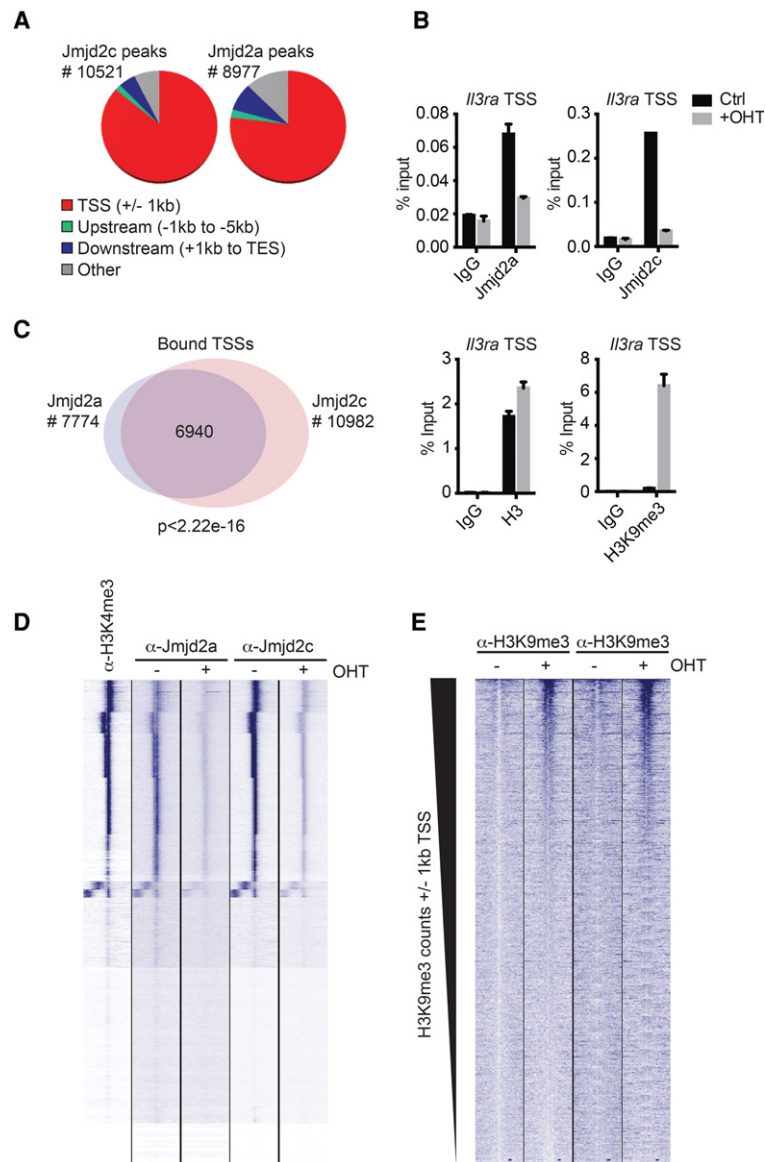 A
Jmjd2c peaks
# 10521
Jmjd2a peaks
# 8977
TSS (+/- 1kb)
Upstream (-1kb to -5kb)
Downstream (+1kb to TES)
Other
B
Il3ra TSS
% input
0.08
0.06
0.04
0.02
0.00
IgG
Jmjd2a
Il3ra TSS
% input
0.3
0.2
0.1
0.0
IgG
Jmjd2c
Ctrl
+OHT
Il3ra TSS
% Input
3
2
1
0
IgG
H3
Il3ra TSS
% Input
8
6
4
2
0
IgG
H3K9me3
C
Bound TSSs
Jmjd2a
# 7774
6940
Jmjd2c
# 10982
p<2.22e-16
D
α-H3K4me3
α-Jmjd2a
α-Jmjd2c
- + - + OHT
E
α-H3K9me3 α-H3K9me3
- + - + OHT
H3K9me3 counts +/- 1kb TSS